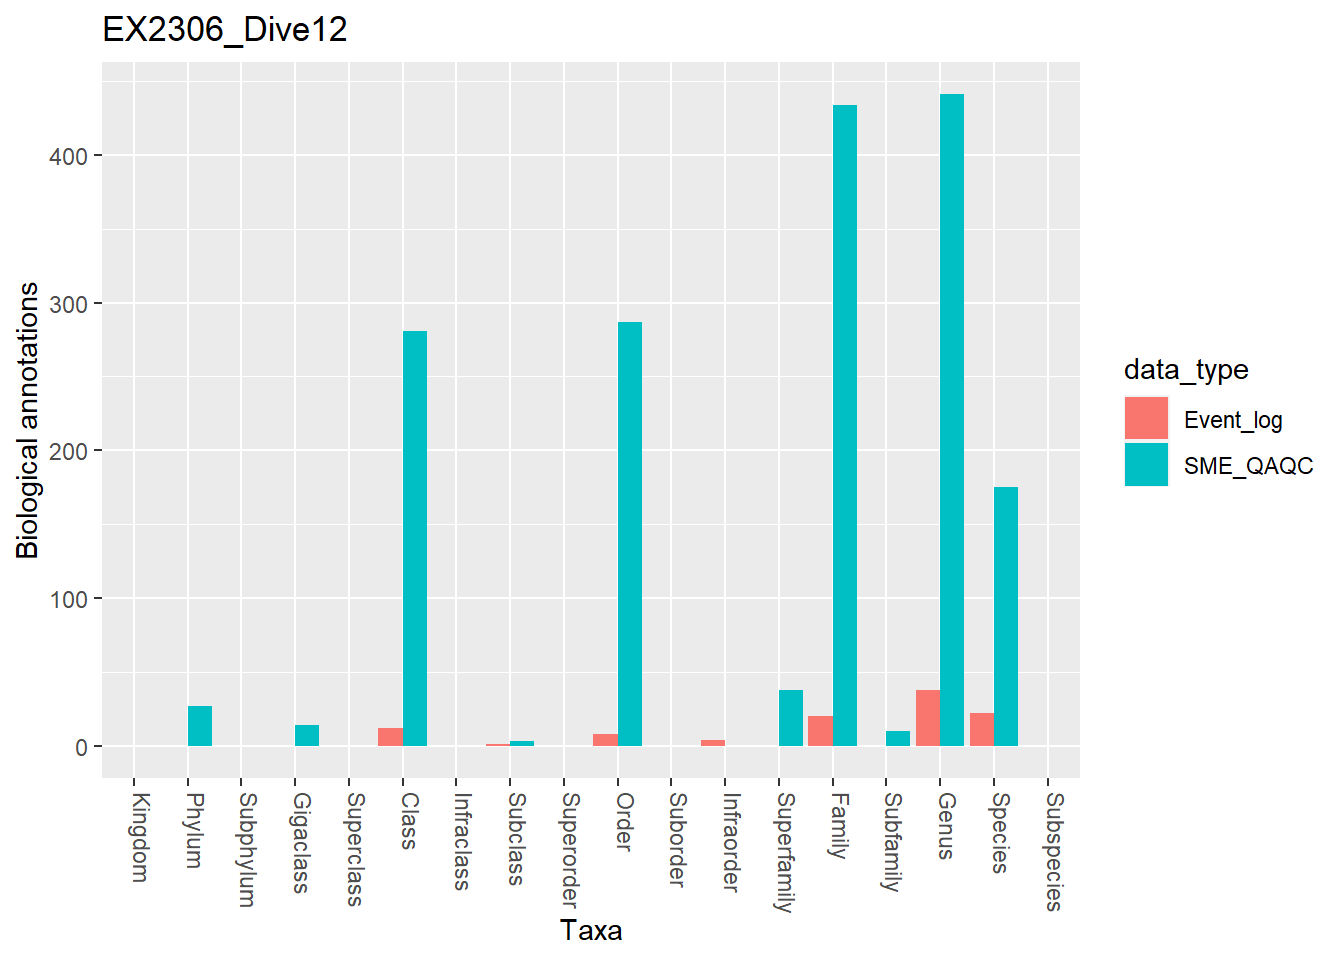 EX2306_Dive12
Biological annotations
400
300
200
100
0
Kingdom
Phylum
Subphylum
Gigaclass
Superclass
Class
Infraclass
Subclass
Superorder
Order
Suborder
Infraorder
Superfamily
Family
Subfamily
Genus
Species
Subspecies
Taxa
data_type
Event_log
SME_QAQC